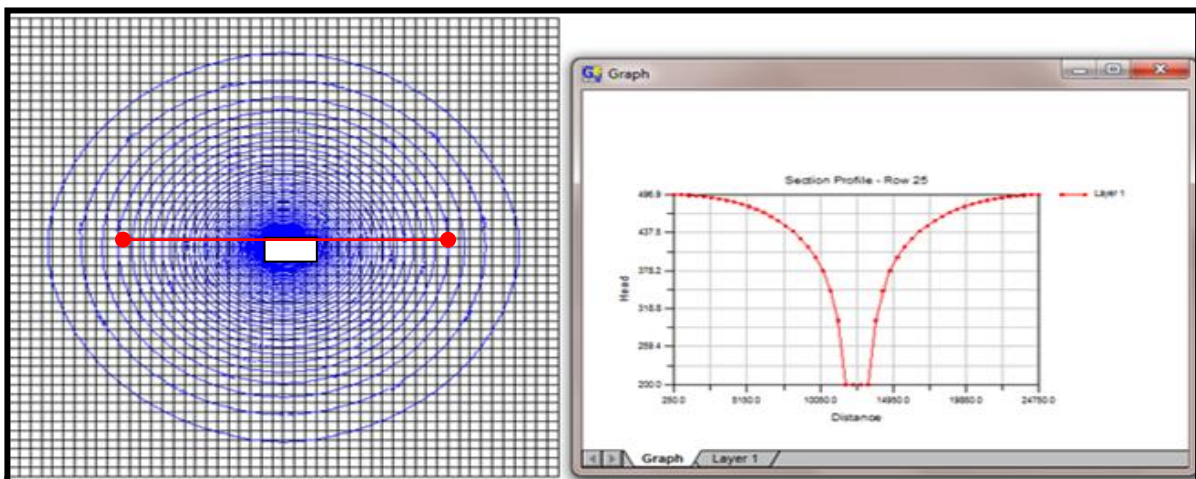 Graph
Section Profile - Row 25
496.9
437.5
378.2
318.8
259.4
200.0
Head
250.0 5150.0 10050.0 14950.0 19850.0 24750.0
Distance
Layer 1
Graph Layer 1